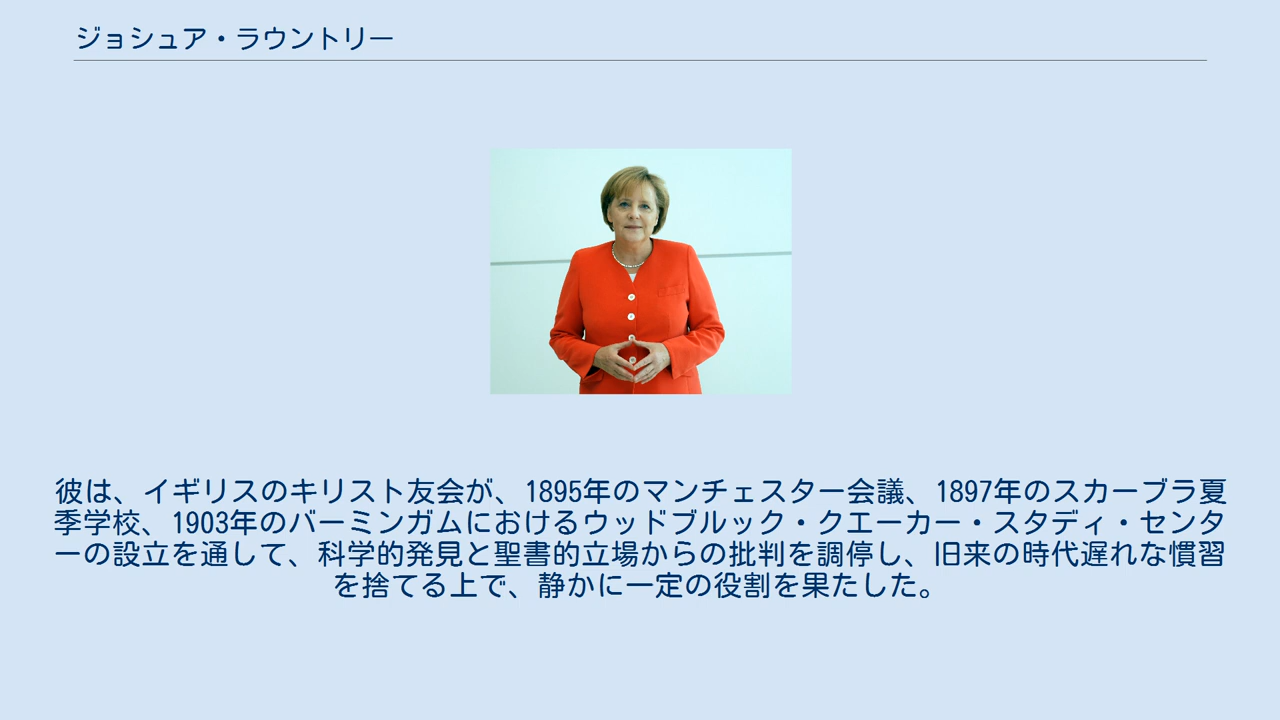 ジョシュア・ラウントリー
彼は、イギリスのキリスト友会が、1895年のマンチェスター会議、1897年のスカーブラ夏
季学校、1903年のバーミンガムにおけるウッドブルック・クエーカー・スタディ・センタ
ーの設立を通して、科学的発見と聖書的立場からの批判を調停し、旧来の時代遅れな慣習
を捨てる上で、静かに一定の役割を果たした。